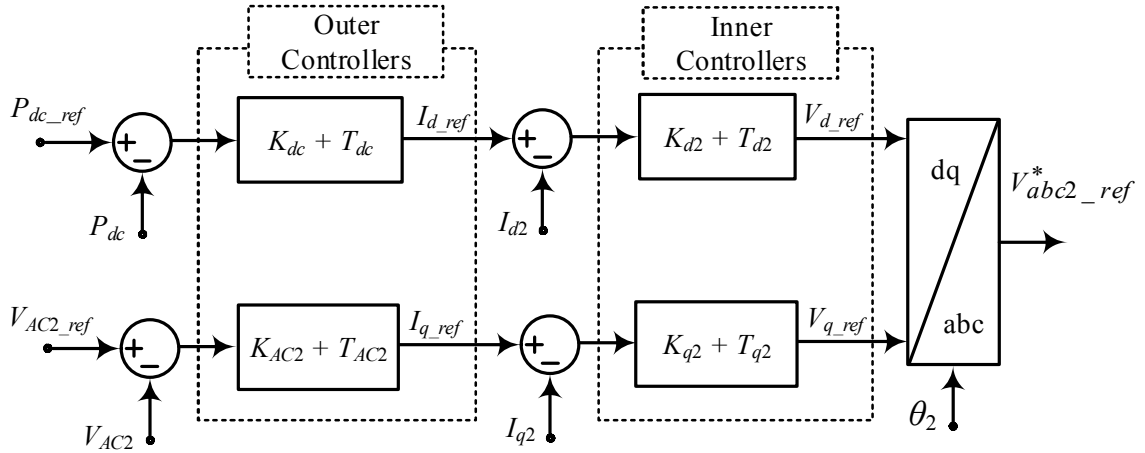 Outer
Controllers
Inner
Controllers
P_dc_ref
+
−
P_dc
K_dc + T_dc
I_d_ref
+
−
I_d2
K_d2 + T_d2
V_d_ref
dq
abc
V*_abc2_ref
V_AC2_ref
+
−
V_AC2
K_AC2 + T_AC2
I_q_ref
+
−
I_q2
K_q2 + T_q2
V_q_ref
θ_2